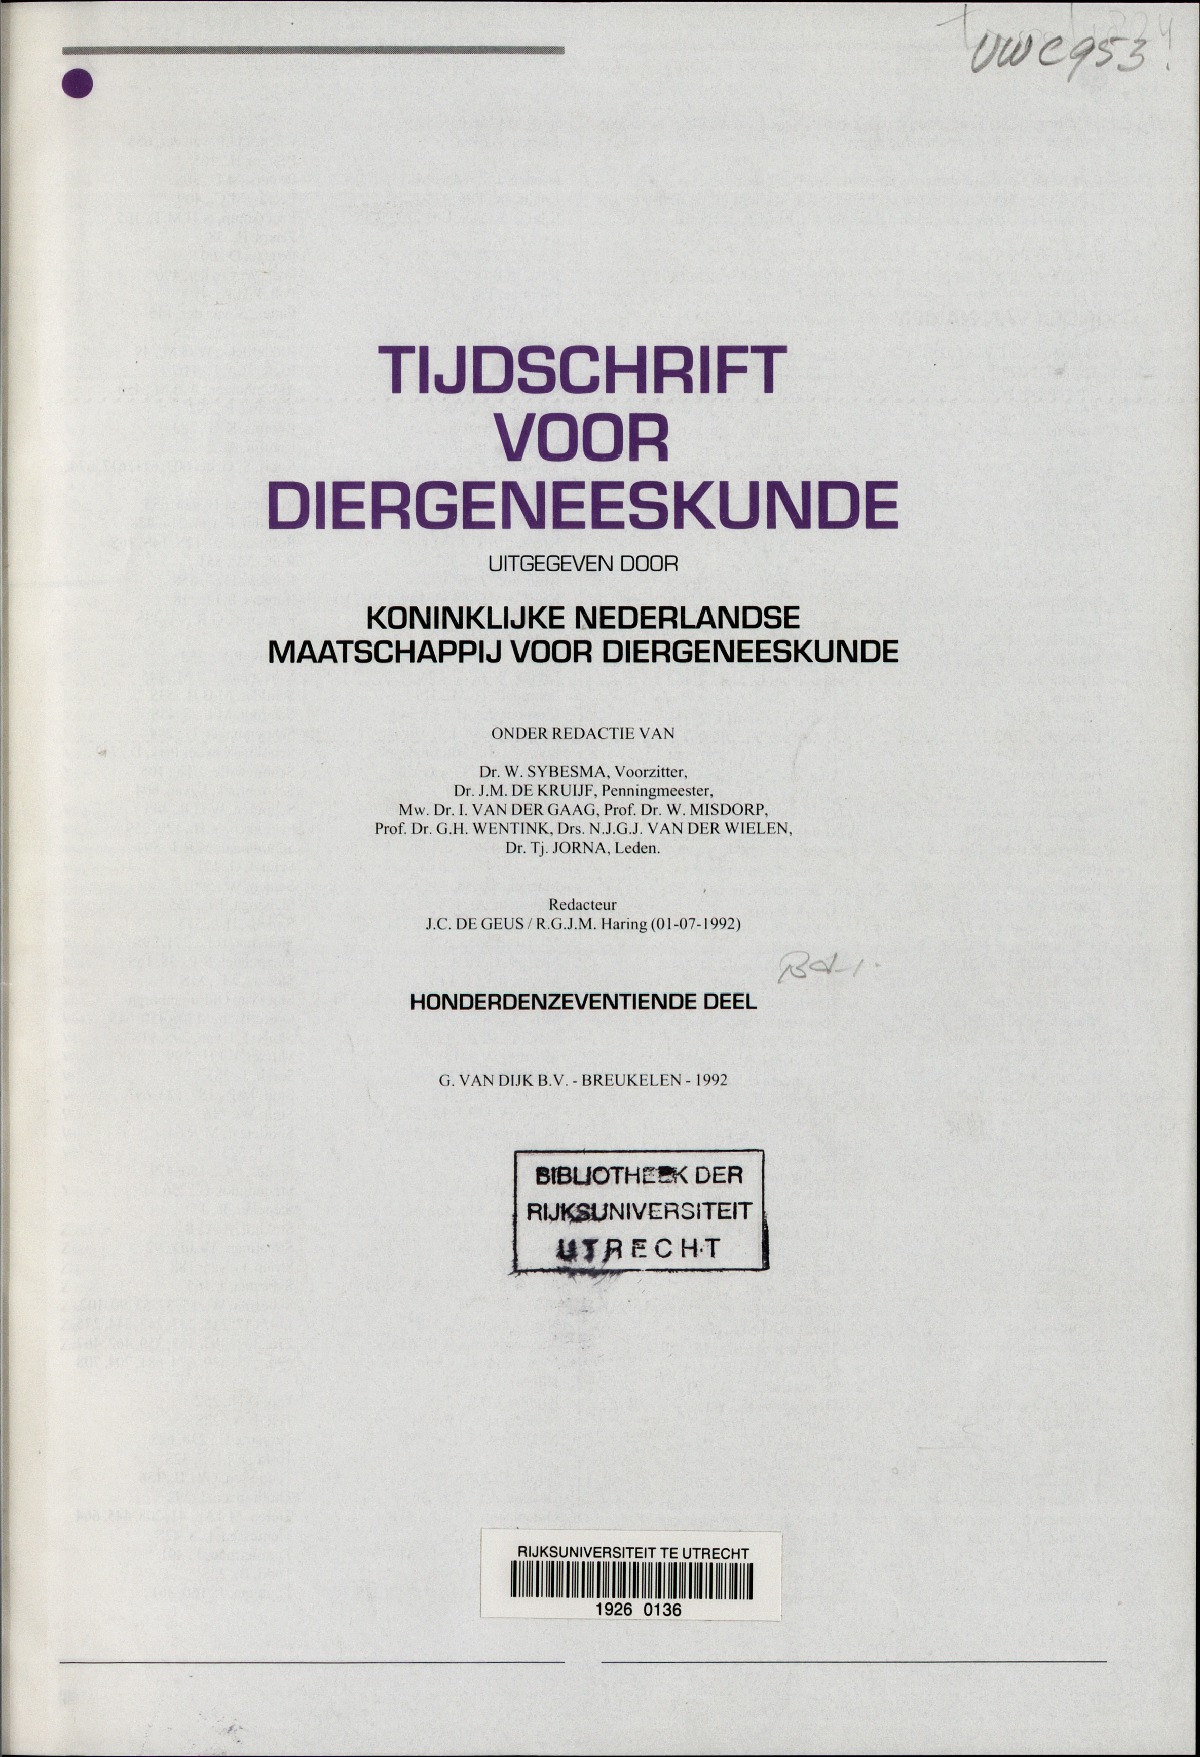 UWC953.
TIJDSCHRIFT
VOOR
DIERGENEESKUNDE
UITGEGEVEN DOOR
KONINKLIJKE NEDERLANDSE
MAATSCHAPPIJ VOOR DIERGENEESKUNDE
ONDER REDACTIE VAN
Dr. W. SYBESMA, Voorzitter,
Dr. J.M. DE KRUIJF, Penningmeester,
Mw. Dr. I. VAN DER GAAG, Prof. Dr. W. MISDORP,
Prof. Dr. G.H. WENTINK, Drs. N.J.G.J. VAN DER WIELEN,
Dr. Tj. JORNA, Leden.
Redacteur
J.C. DE GEUS / R.G.J.M. Haring (01-07-1992)
HONDERDENZEVENTIENDE DEEL
G. VAN DIJK B.V. - BREUKELEN - 1992
BIBLIOTHEEK DER
RIJKSUNIVERSITEIT
UTRECHT
RIJKSUNIVERSITEIT TE UTRECHT
1926 0136